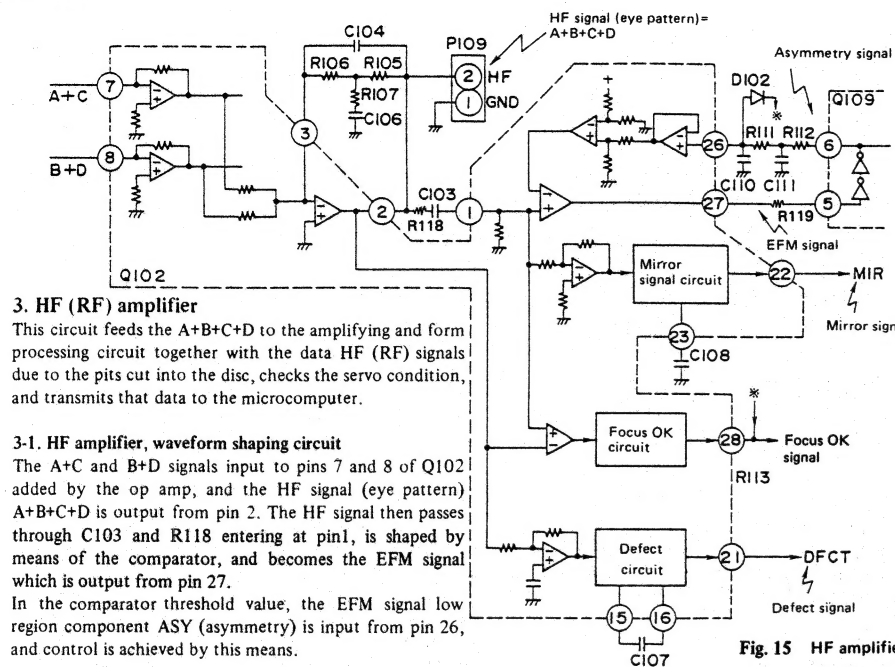 HF signal (eye pattern)=
A+B+C+D
C104
P109
Asymmetry signal
R106 R105
2 HF
D102
Q109
7
R107
1 GND
+
A+C
C106
*
3
R111 R112
26
6
8
B+D
C110 C111
C103
27
5
2
1
R118
R119
EFM signal
Q102
Mirror
signal circuit
22
MIR
Mirror sign
23
C108
3. HF (RF) amplifier
This circuit feeds the A+B+C+D to the amplifying and form
processing circuit together with the data HF (RF) signals
due to the pits cut into the disc, checks the servo condition,
and transmits that data to the microcomputer.
*
Focus OK
circuit
28
Focus OK
signal
R113
3-1. HF amplifier, waveform shaping circuit
The A+C and B+D signals input to pins 7 and 8 of Q102
added by the op amp, and the HF signal (eye pattern)
A+B+C+D is output from pin 2. The HF signal then passes
through C103 and R118 entering at pin1, is shaped by
means of the comparator, and becomes the EFM signal
which is output from pin 27.
In the comparator threshold value, the EFM signal low
region component ASY (asymmetry) is input from pin 26,
and control is achieved by this means.
Defect
circuit
21
DFCT
Defect signal
15 16
C107
Fig. 15 HF amplifie